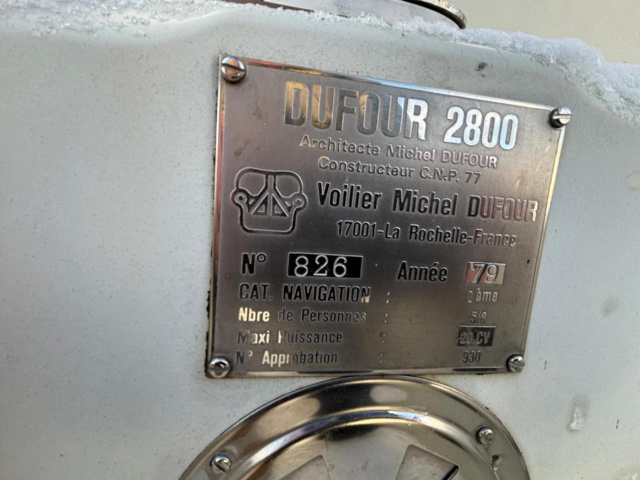 DUFOUR 2800
Architecte Michel DUFOUR
Constructeur C.N.P. 77
Voilier Michel DUFOUR
17001-La Rochelle-France
N° 826 Année 79
CAT. NAVIGATION : 2ème
Nbre de Personnes : 5/8
Maxi Puissance : 20 CV
N° Approbation : 930